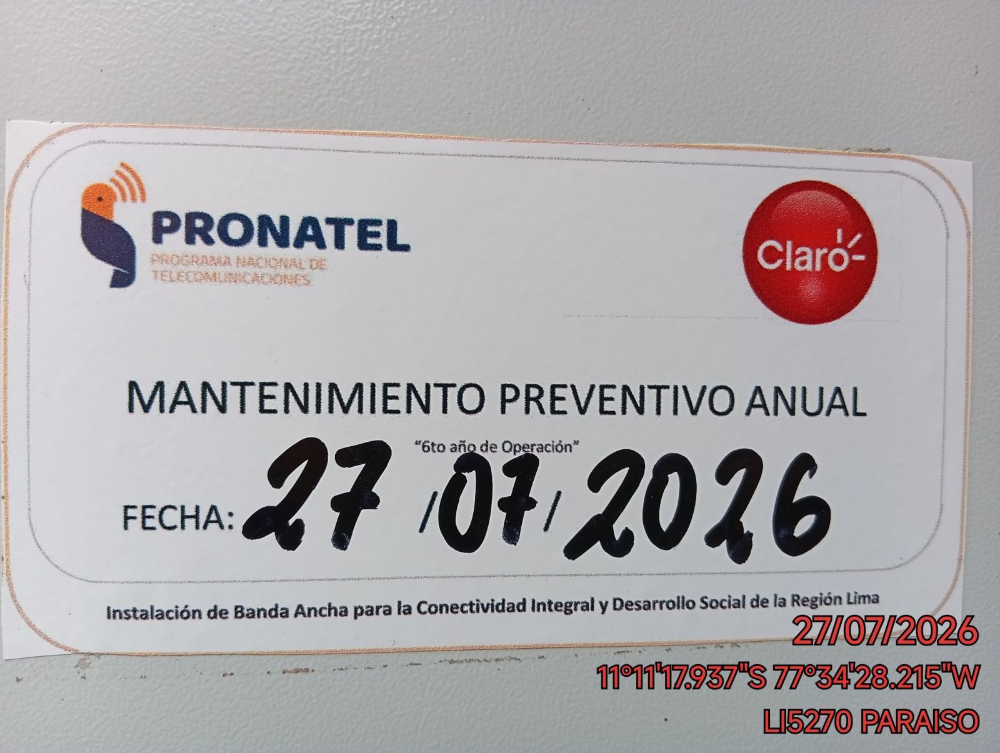 PRONATEL
PROGRAMA NACIONAL DE
TELECOMUNICACIONES
Claro
MANTENIMIENTO PREVENTIVO ANUAL
"6to año de Operación"
FECHA: 27/07/2026
Instalación de Banda Ancha para la Conectividad Integral y Desarrollo Social de la Región Lima
27/07/2026
11°11'17.937"S 77°34'28.215"W
LI5270 PARAISO